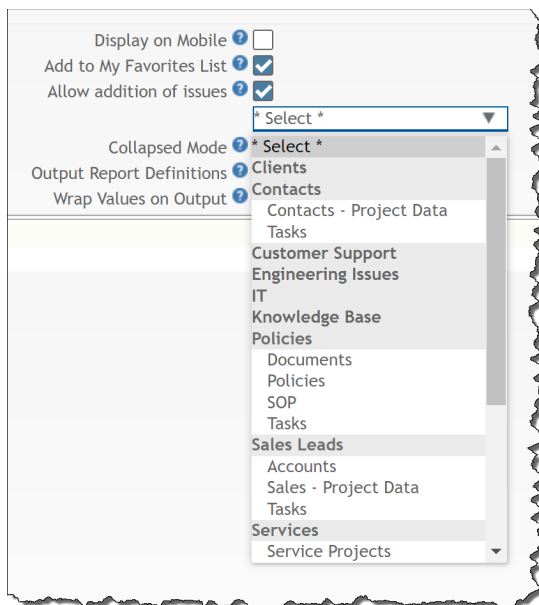 Display on Mobile ?
Add to My Favorites List ?
Allow addition of issues ?
* Select *
Collapsed Mode ?
Output Report Definitions ?
Wrap Values on Output ?
* Select *
Clients
Contacts
Contacts - Project Data
Tasks
Customer Support
Engineering Issues
IT
Knowledge Base
Policies
Documents
Policies
SOP
Tasks
Sales Leads
Accounts
Sales - Project Data
Tasks
Services
Service Projects